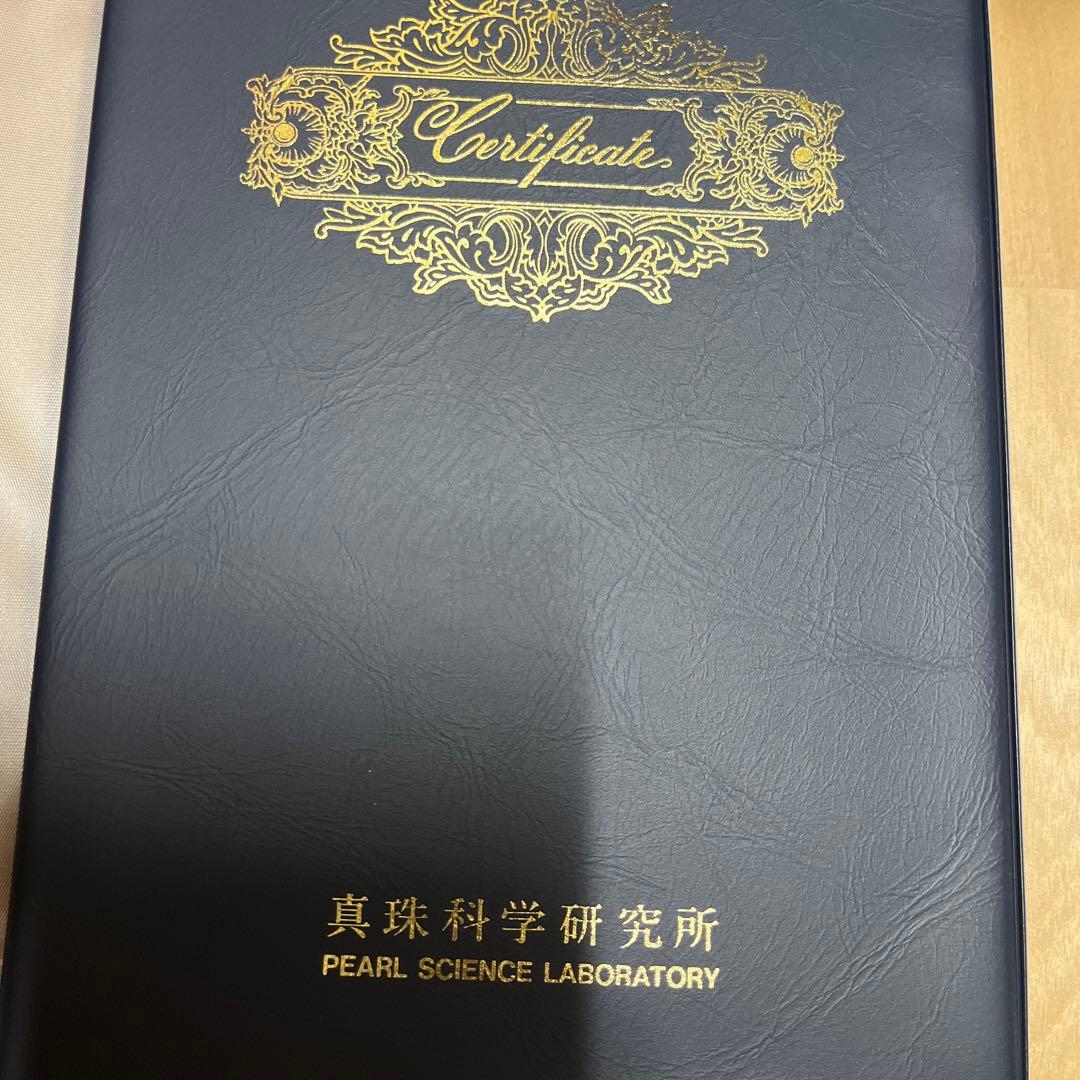 Certificate
真珠科学研究所
PEARL SCIENCE LABORATORY